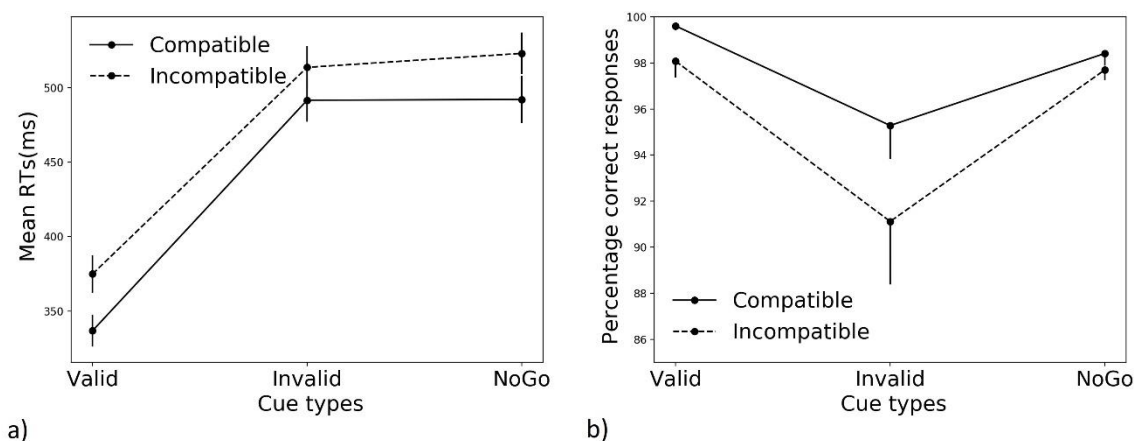 Compatible
Incompatible
500
450
400
350
Mean RTs(ms)
Valid
Invalid
NoGo
Cue types
a)
100
98
96
94
92
90
88
86
Percentage correct responses
Compatible
Incompatible
Valid
Invalid
NoGo
Cue types
b)